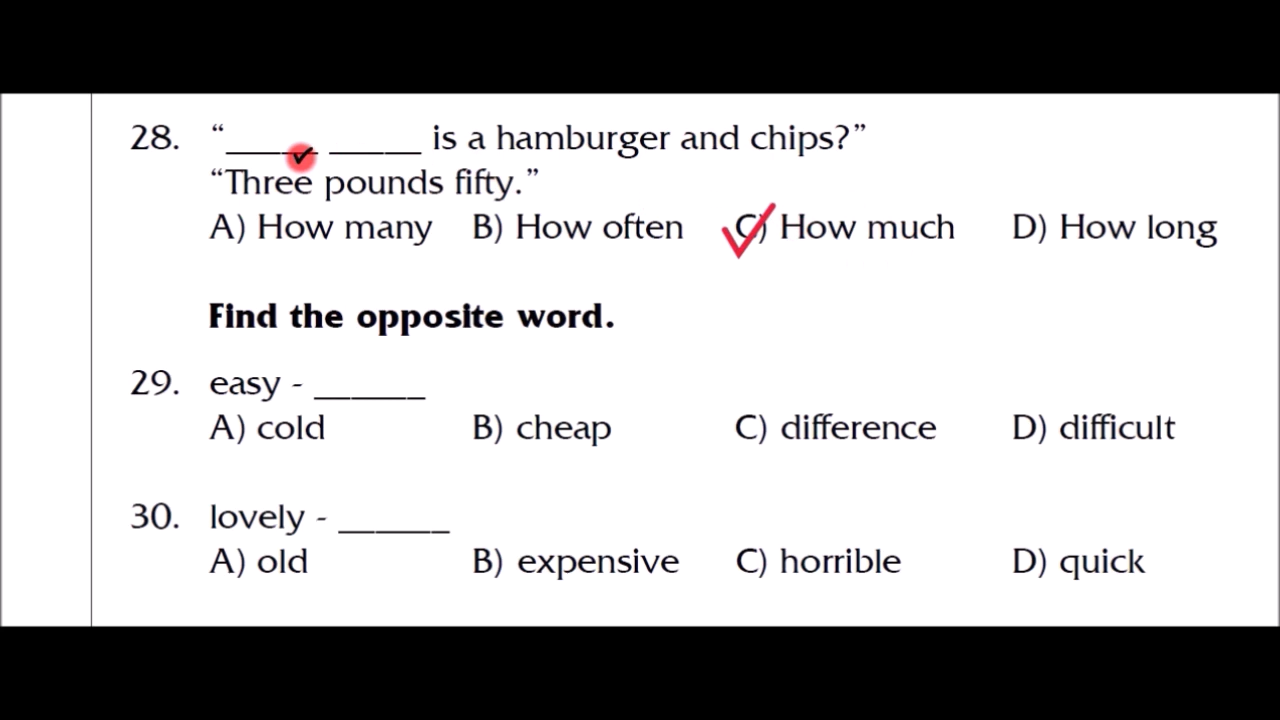 28. “_____ _____ is a hamburger and chips?”
“Three pounds fifty.”
A) How many B) How often C) How much D) How long
Find the opposite word.
29. easy - ______
A) cold B) cheap C) difference D) difficult
30. lovely - ______
A) old B) expensive C) horrible D) quick